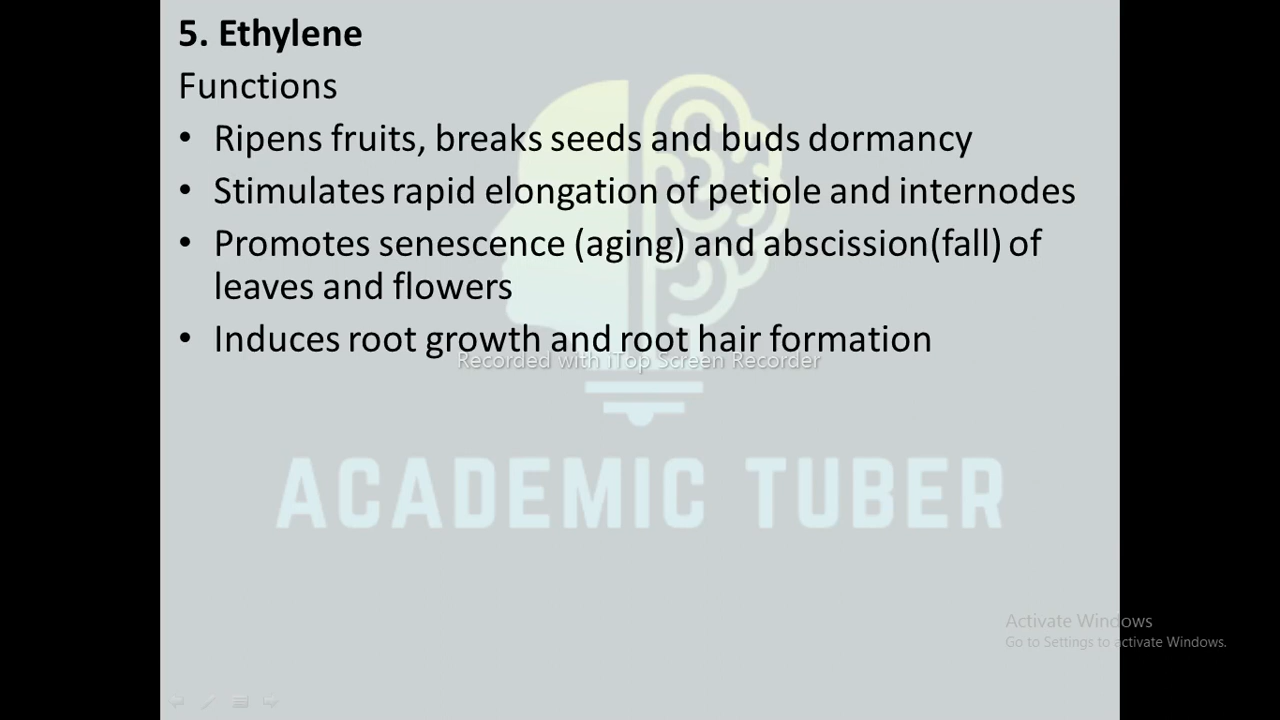 5. Ethylene
Functions
• Ripens fruits, breaks seeds and buds dormancy
• Stimulates rapid elongation of petiole and internodes
• Promotes senescence (aging) and abscission(fall) of
leaves and flowers
• Induces root growth and root hair formation
Recorded with iTop Screen Recorder
ACADEMIC TUBER
Activate Windows
Go to Settings to activate Windows.